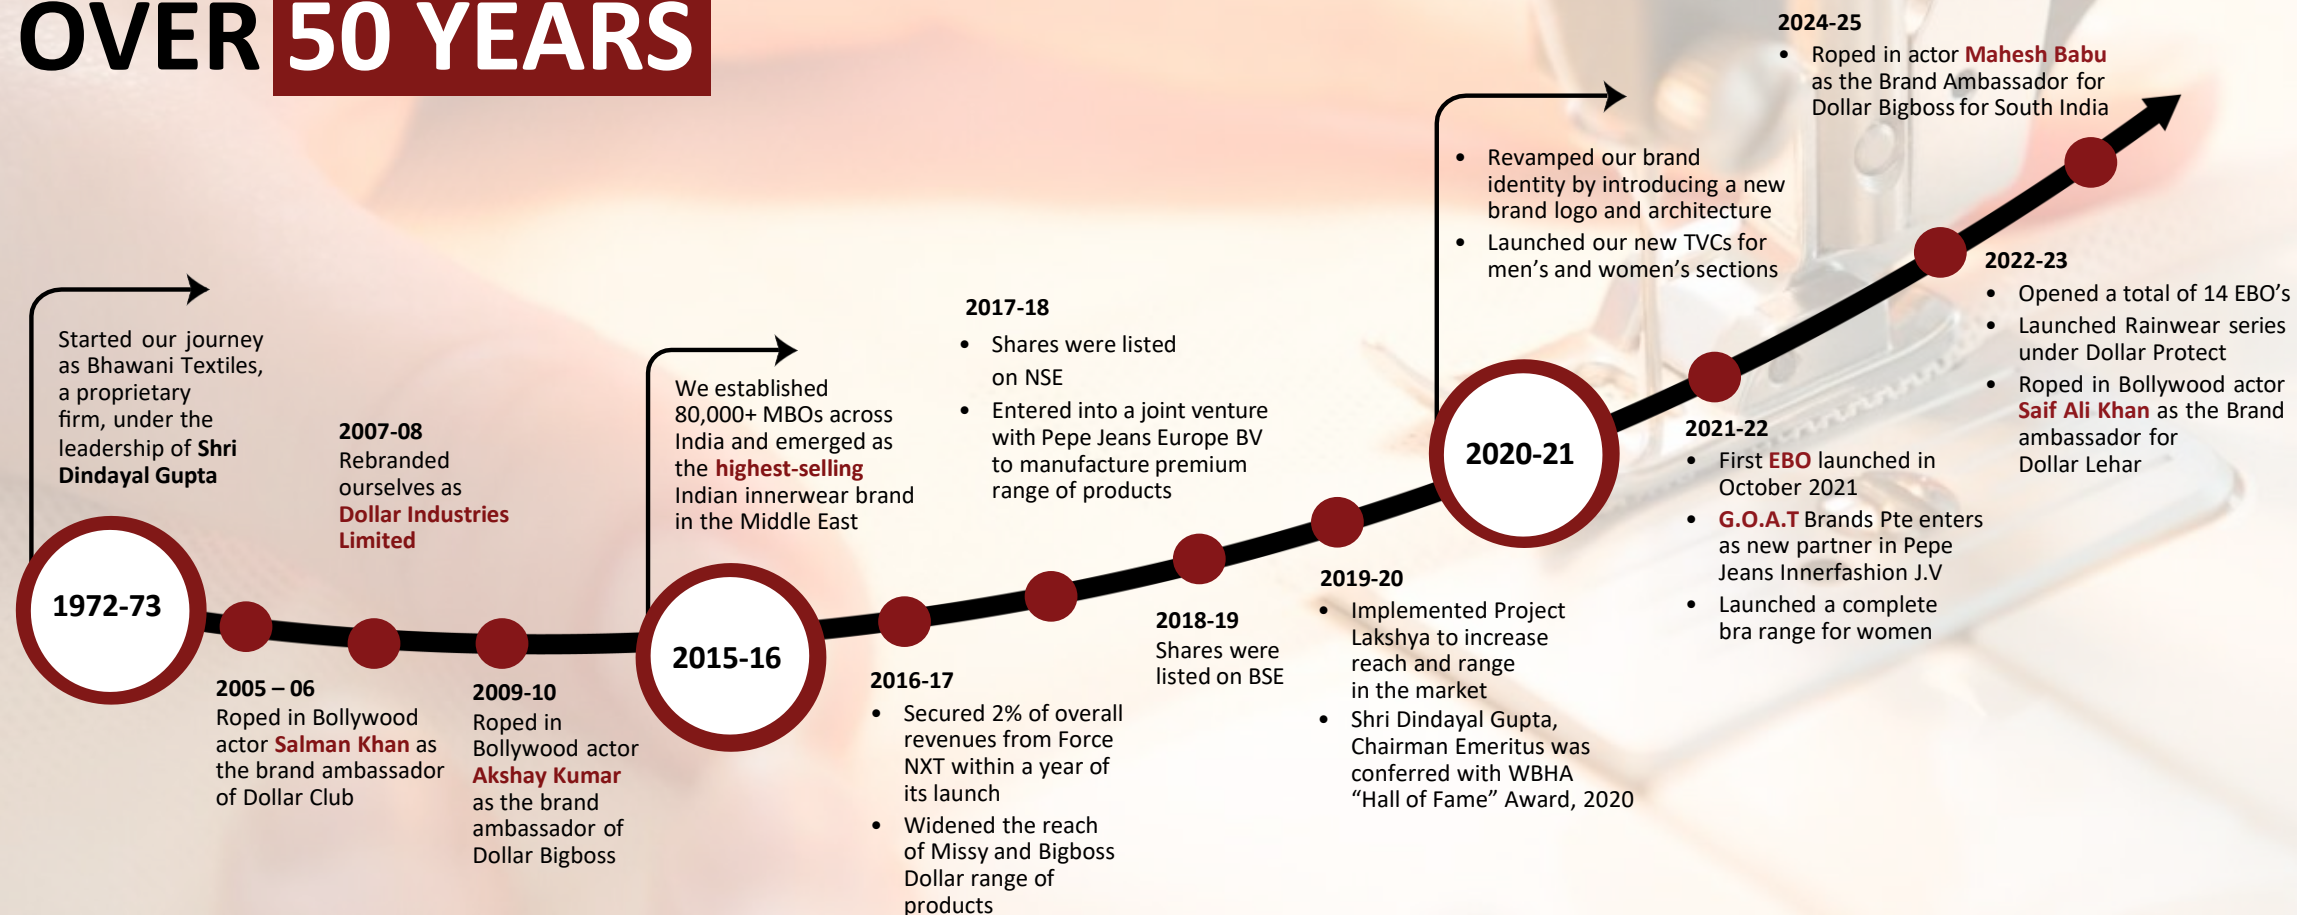 OVER 50 YEARS
1972-73
Started our journey
as Bhawani Textiles,
a proprietary
firm, under the
leadership of Shri
Dindayal Gupta
2005 – 06
Roped in Bollywood
actor Salman Khan as
the brand ambassador
of Dollar Club
2007-08
Rebranded
ourselves as
Dollar Industries
Limited
2009-10
Roped in
Bollywood actor
Akshay Kumar
as the brand
ambassador of
Dollar Bigboss
2015-16
We established
80,000+ MBOs across
India and emerged as
the highest-selling
Indian innerwear brand
in the Middle East
2016-17
• Secured 2% of overall
revenues from Force
NXT within a year of
its launch
• Widened the reach
of Missy and Bigboss
Dollar range of
products
2017-18
• Shares were listed
on NSE
• Entered into a joint venture
with Pepe Jeans Europe BV
to manufacture premium
range of products
2018-19
Shares were
listed on BSE
2019-20
• Implemented Project
Lakshya to increase
reach and range
in the market
• Shri Dindayal Gupta,
Chairman Emeritus was
conferred with WBHA
“Hall of Fame” Award, 2020
2020-21
• Revamped our brand
identity by introducing a new
brand logo and architecture
• Launched our new TVCs for
men’s and women’s sections
2021-22
• First EBO launched in
October 2021
• G.O.A.T Brands Pte enters
as new partner in Pepe
Jeans Innerfashion J.V
• Launched a complete
bra range for women
2022-23
• Opened a total of 14 EBO’s
• Launched Rainwear series
under Dollar Protect
• Roped in Bollywood actor
Saif Ali Khan as the Brand
ambassador for
Dollar Lehar
2024-25
• Roped in actor Mahesh Babu
as the Brand Ambassador for
Dollar Bigboss for South India